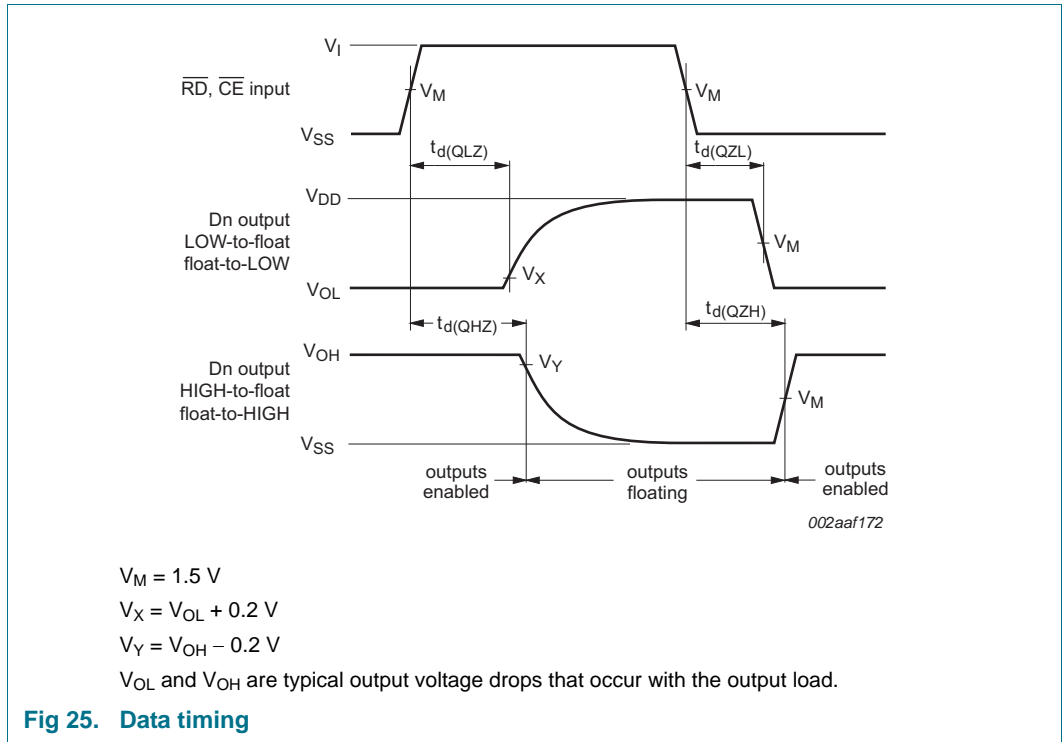 V_I
R̅D̅, C̅E̅ input
V_M
V_M
V_SS
t_d(QLZ)
t_d(QZL)
V_DD
Dn output
LOW-to-float
float-to-LOW
V_M
V_X
V_OL
t_d(QHZ)
t_d(QZH)
V_OH
Dn output
HIGH-to-float
float-to-HIGH
V_Y
V_M
V_SS
outputs
enabled
outputs
floating
outputs
enabled
002aaf172
V_M = 1.5 V
V_X = V_OL + 0.2 V
V_Y = V_OH − 0.2 V
V_OL and V_OH are typical output voltage drops that occur with the output load.
Fig 25. Data timing